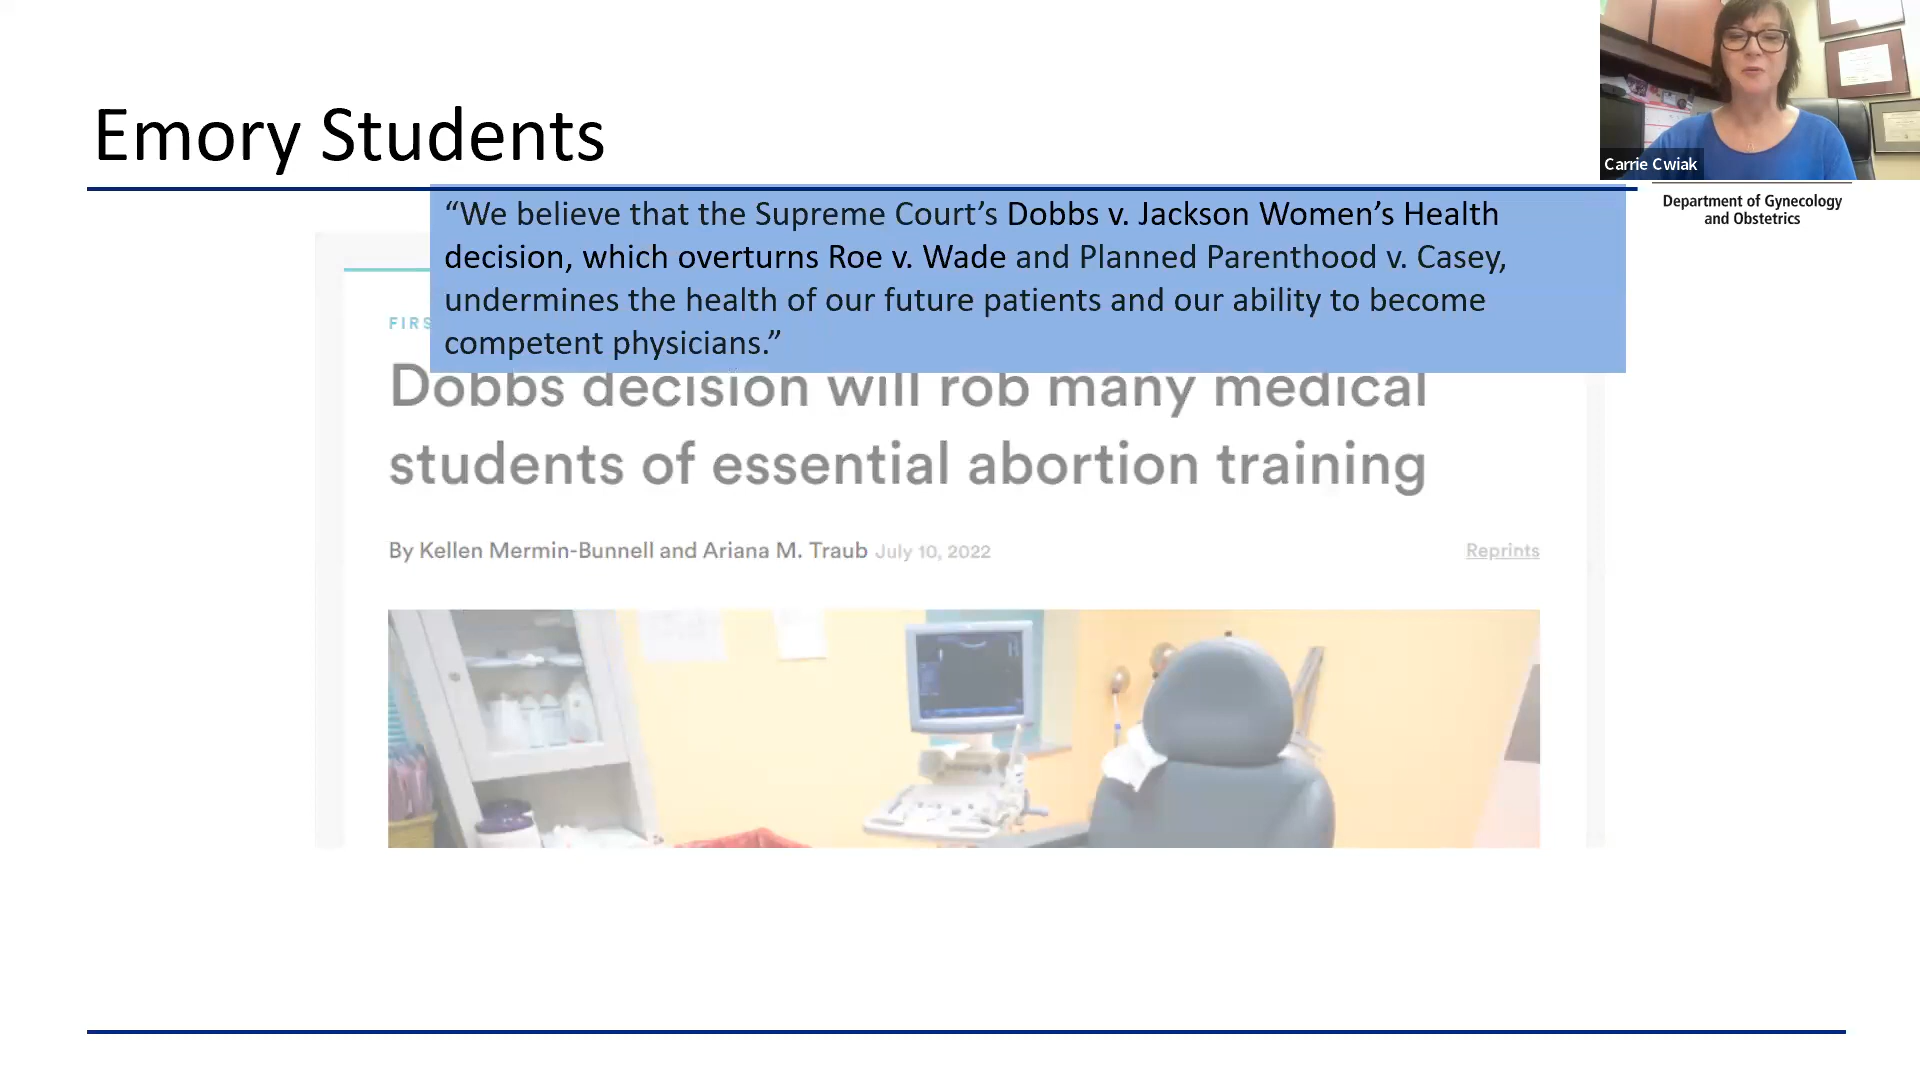 Emory Students
Carrie Cwiak
Department of Gynecology
and Obstetrics
“We believe that the Supreme Court’s Dobbs v. Jackson Women’s Health
decision, which overturns Roe v. Wade and Planned Parenthood v. Casey,
undermines the health of our future patients and our ability to become
competent physicians.”
FIRS
Dobbs decision will rob many medical
students of essential abortion training
By Kellen Mermin-Bunnell and Ariana M. Traub July 10, 2022
Reprints